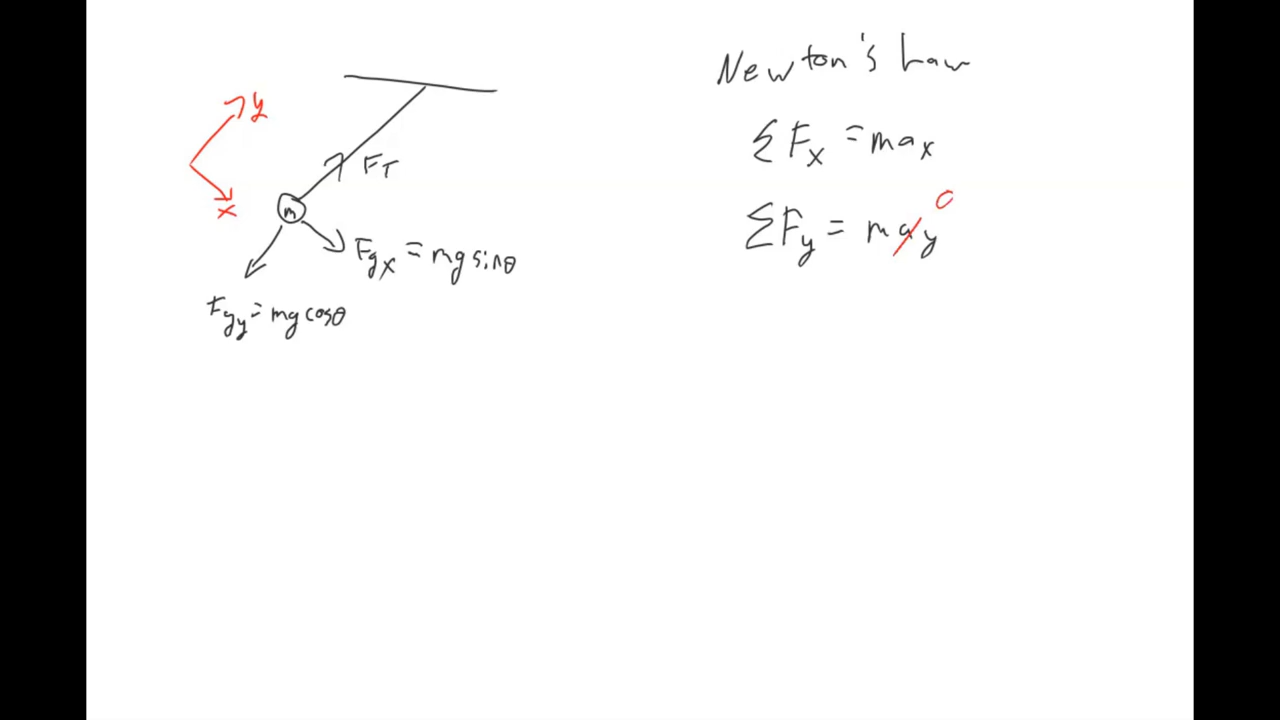 Newton's Law
y
F_T
ΣF_x = ma_x
x
m
ΣF_y = ma_y 0
F_gx = mg sinθ
F_gy = mg cosθ